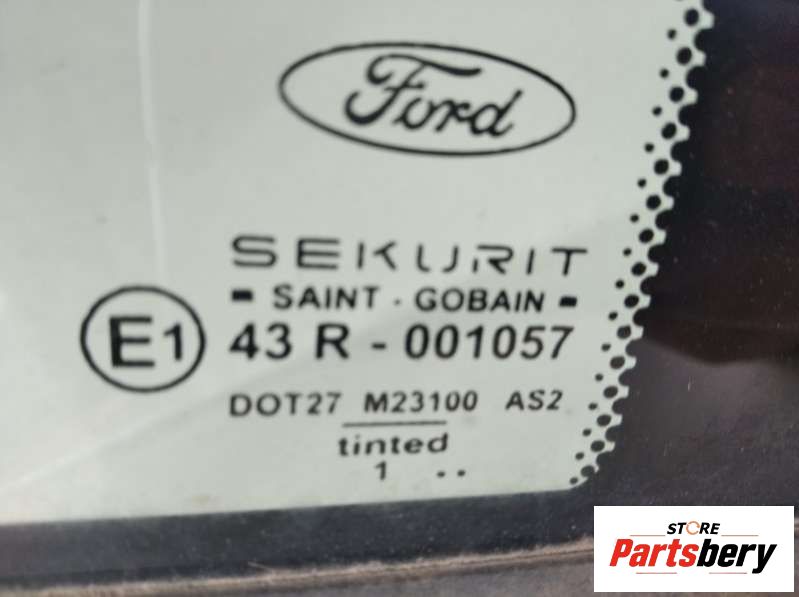 Ford
SEKURIT
- SAINT - GOBAIN -
E1
43 R - 001057
DOT27 M23100 AS2
tinted
1 ..
STORE
Partsbery